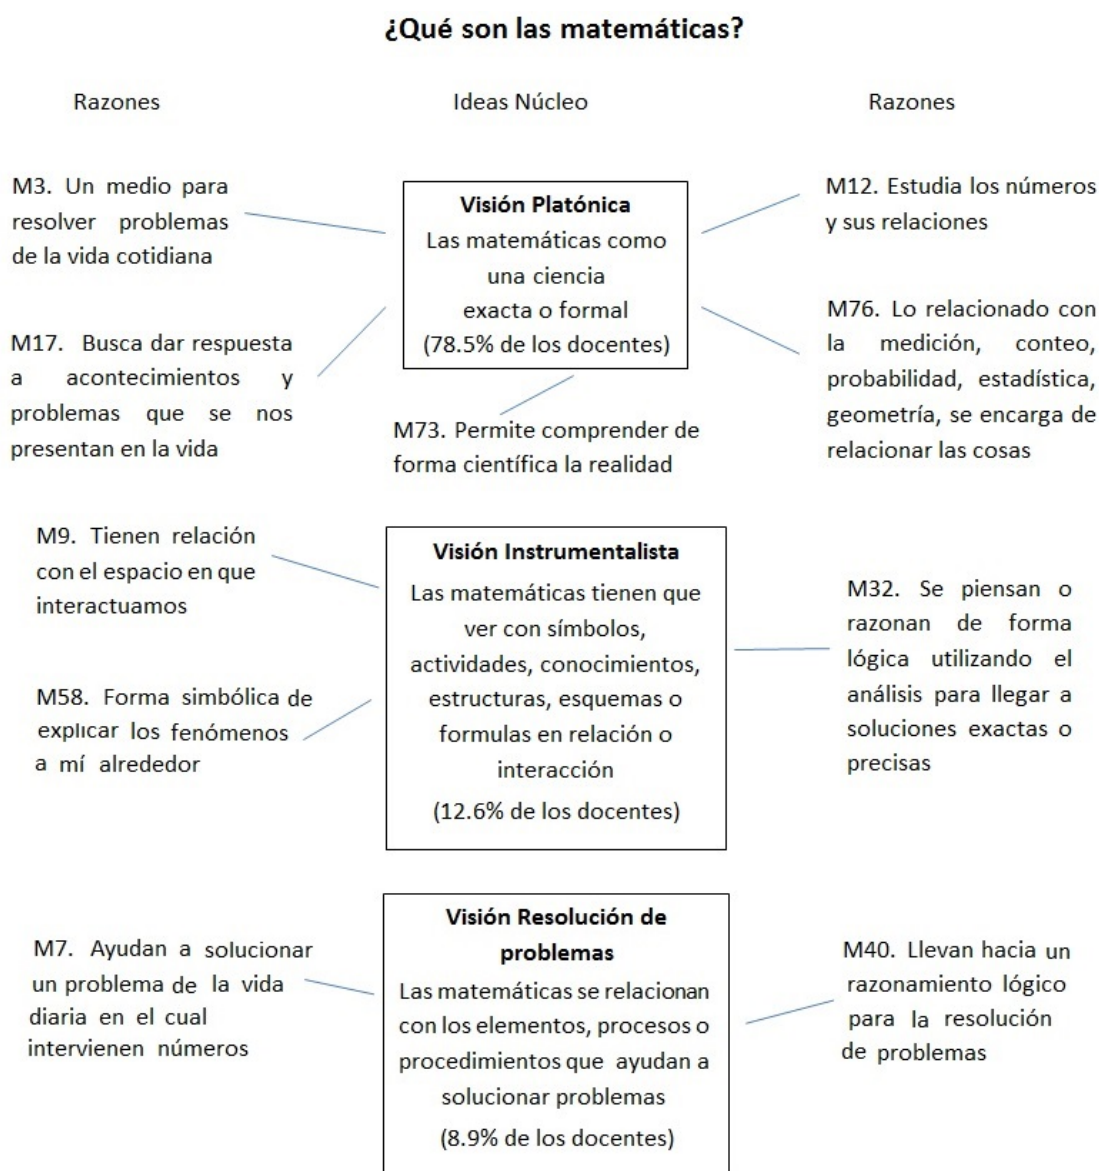 ¿Qué son las matemáticas?
Razones
Ideas Núcleo
Razones
M3. Un medio para
resolver problemas
de la vida cotidiana
M17. Busca dar respuesta
a acontecimientos y
problemas que se nos
presentan en la vida
Visión Platónica
Las matemáticas como
una ciencia
exacta o formal
(78.5% de los docentes)
M73. Permite comprender de
forma científica la realidad
M12. Estudia los números
y sus relaciones
M76. Lo relacionado con
la medición, conteo,
probabilidad, estadística,
geometría, se encarga de
relacionar las cosas
M9. Tienen relación
con el espacio en que
interactuamos
M58. Forma simbólica de
explicar los fenómenos
a mí alrededor
Visión Instrumentalista
Las matemáticas tienen que
ver con símbolos,
actividades, conocimientos,
estructuras, esquemas o
formulas en relación o
interacción
(12.6% de los docentes)
M32. Se piensan o
razonan de forma
lógica utilizando el
análisis para llegar a
soluciones exactas o
precisas
M7. Ayudan a solucionar
un problema de la vida
diaria en el cual
intervienen números
Visión Resolución de
problemas
Las matemáticas se relacionan
con los elementos, procesos o
procedimientos que ayudan a
solucionar problemas
(8.9% de los docentes)
M40. Llevan hacia un
razonamiento lógico
para la resolución
de problemas